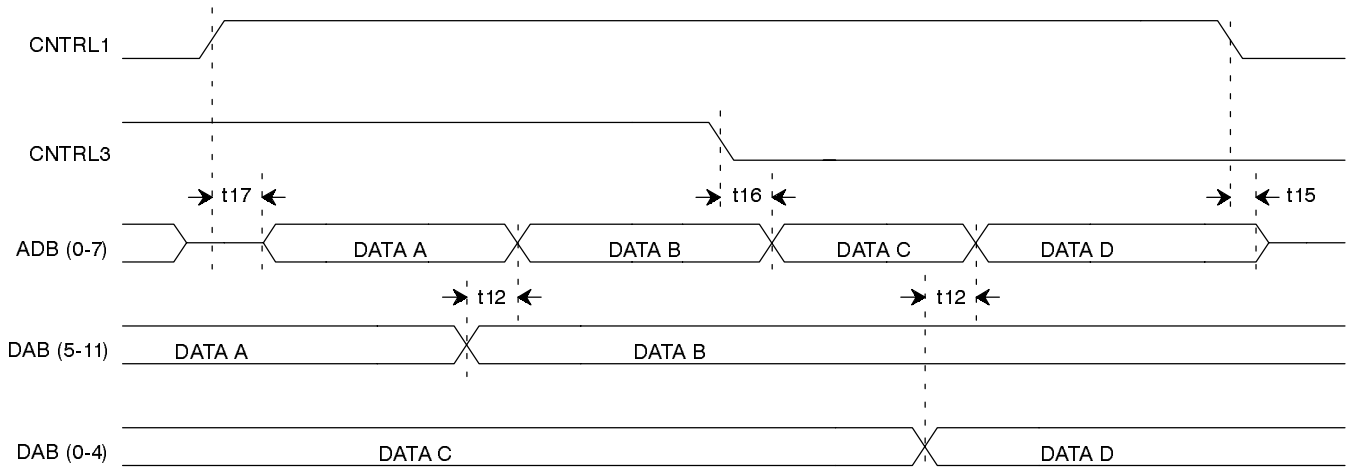 CNTRL1
CNTRL3
t17
t16
t15
ADB (0-7)
DATA A
DATA B
DATA C
DATA D
t12
t12
DAB (5-11)
DATA A
DATA B
DAB (0-4)
DATA C
DATA D